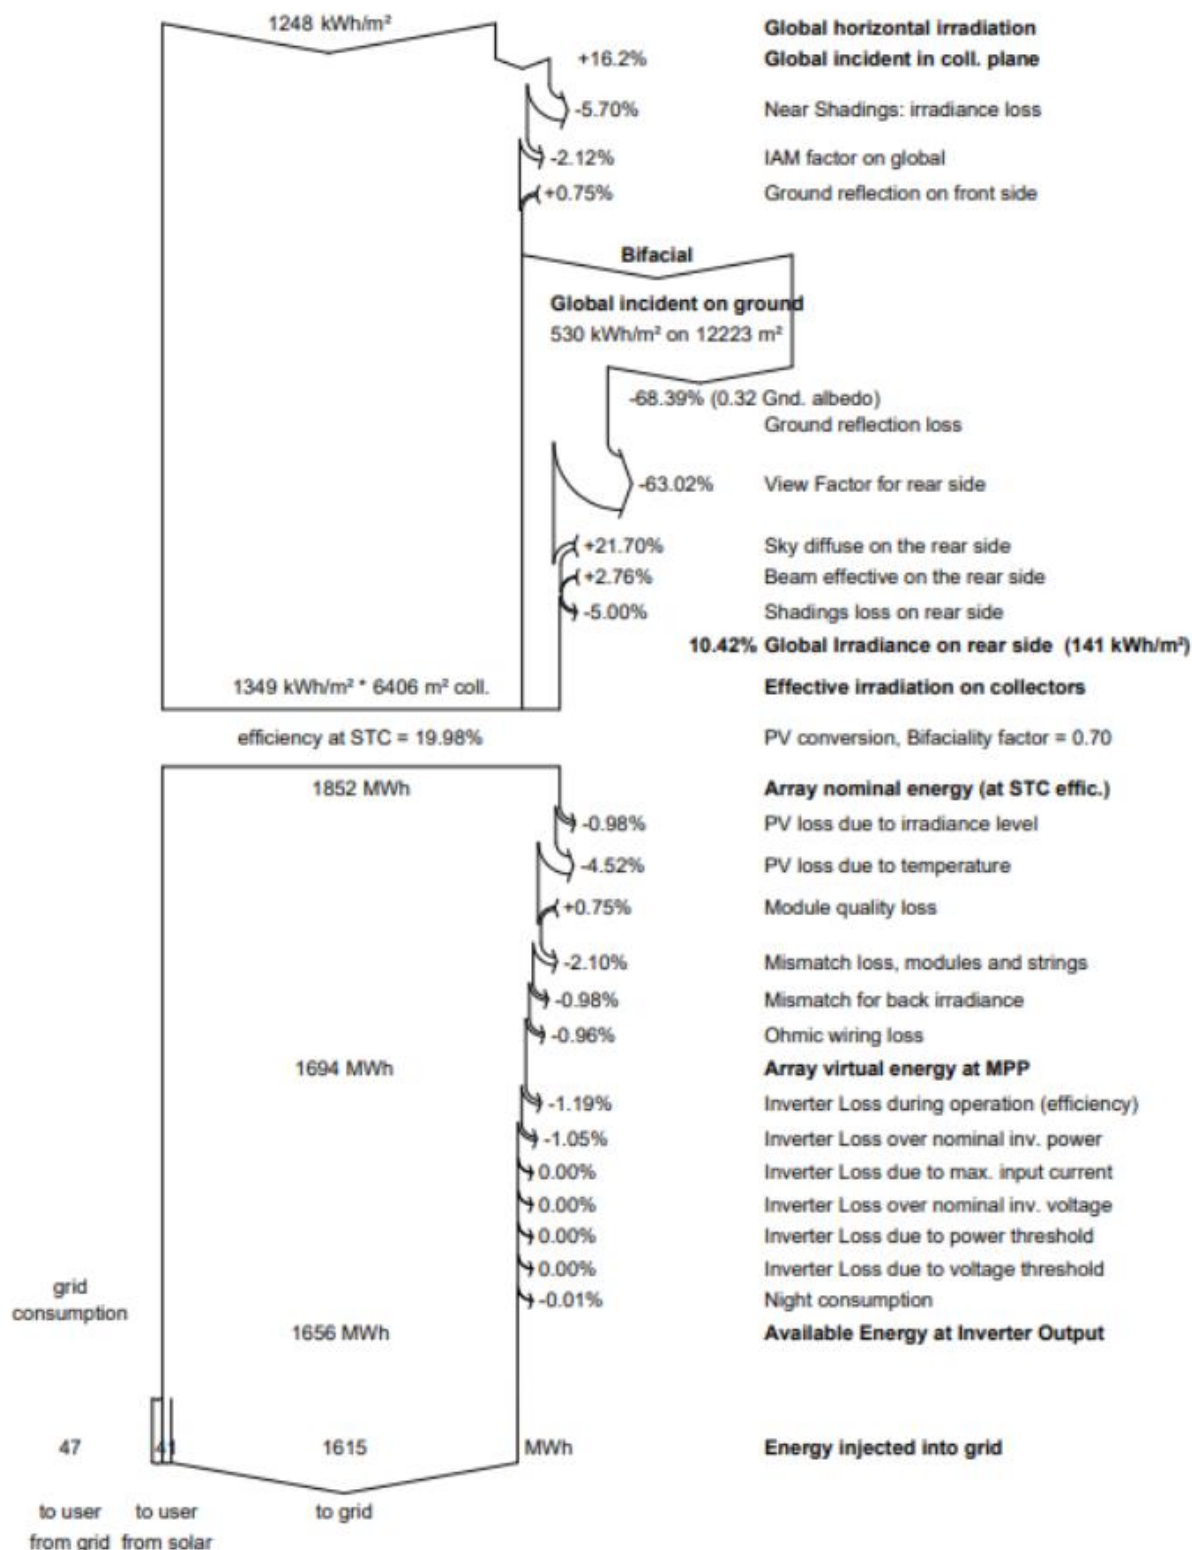 1248 kWh/m² Global horizontal irradiation
+16.2% Global incident in coll. plane
-5.70% Near Shadings: irradiance loss
-2.12% IAM factor on global
+0.75% Ground reflection on front side
Bifacial
Global incident on ground
530 kWh/m² on 12223 m²
-68.39% (0.32 Gnd. albedo)
Ground reflection loss
-63.02% View Factor for rear side
+21.70% Sky diffuse on the rear side
+2.76% Beam effective on the rear side
-5.00% Shadings loss on rear side
10.42% Global Irradiance on rear side (141 kWh/m²)
1349 kWh/m² * 6406 m² coll. Effective irradiation on collectors
efficiency at STC = 19.98% PV conversion, Bifaciality factor = 0.70
1852 MWh Array nominal energy (at STC effic.)
-0.98% PV loss due to irradiance level
-4.52% PV loss due to temperature
+0.75% Module quality loss
-2.10% Mismatch loss, modules and strings
-0.98% Mismatch for back irradiance
-0.96% Ohmic wiring loss
1694 MWh Array virtual energy at MPP
-1.19% Inverter Loss during operation (efficiency)
-1.05% Inverter Loss over nominal inv. power
0.00% Inverter Loss due to max. input current
0.00% Inverter Loss over nominal inv. voltage
0.00% Inverter Loss due to power threshold
0.00% Inverter Loss due to voltage threshold
-0.01% Night consumption
grid
consumption
1656 MWh Available Energy at Inverter Output
47 41 1615 MWh Energy injected into grid
to user to user to grid
from grid from solar